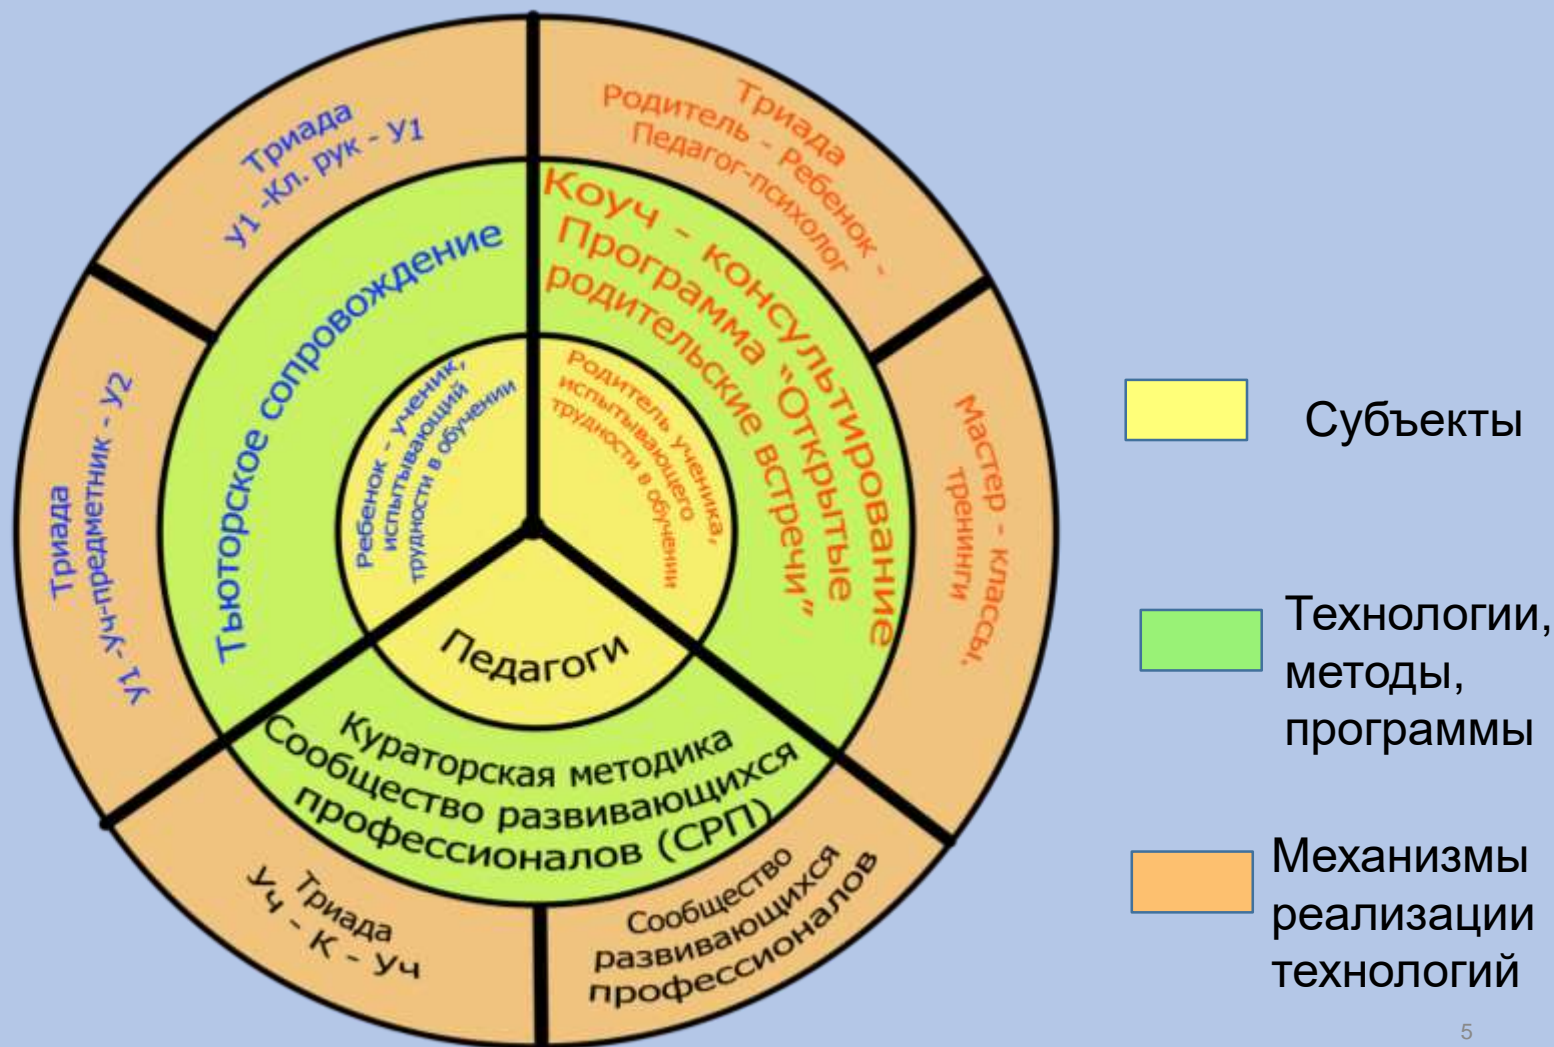 Триада
У1 -Кл. рук - У1
Триада
Родитель - Ребенок -
Педагог-психолог
Тьюторское сопровождение
Коуч - консультирование
Программа "Открытые
родительские встречи"
Ребенок - ученик,
испытывающий
трудности в обучении
Родитель ученика,
испытывающего
трудности в обучении
Триада
У1-Уч-предметник - У2
Мастер - классы,
тренинги
Педагоги
Кураторская методика
Сообщество развивающихся
профессионалов (СРП)
Триада
Уч - К - Уч
Сообщество
развивающихся
профессионалов
Субъекты
Технологии,
методы,
программы
Механизмы
реализации
технологий
5